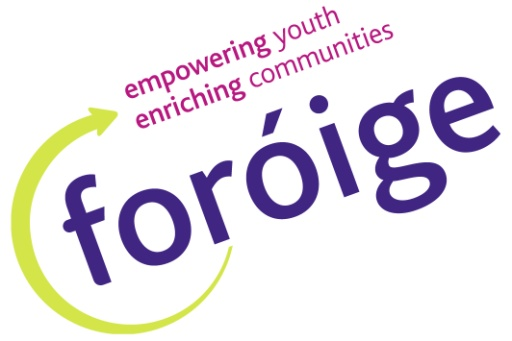 empowering youth
enriching communities
foróige